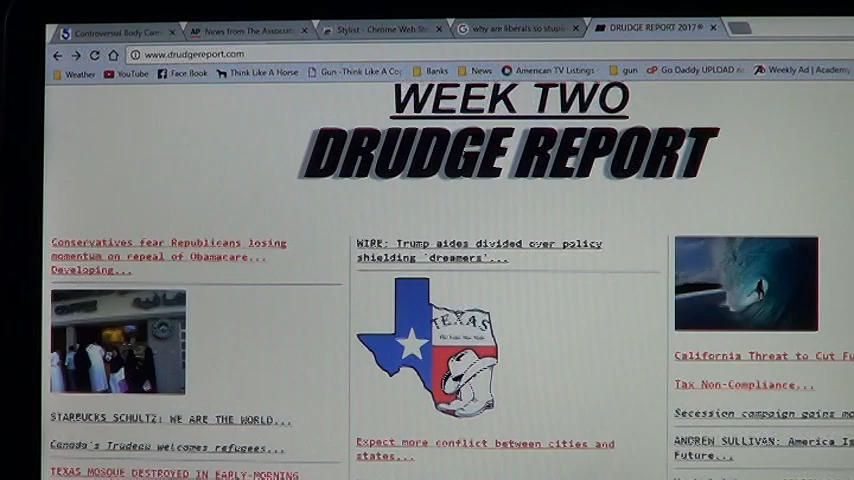 Controversial Body Cam
AP News from The Associat
Stylist - Chrome Web St
why are liberals so stupi
DRUDGE REPORT 2017®
www.drudgereport.com
Weather YouTube Face Book Think Like A Horse Gun -Think Like A Co Banks News American TV Listings gun Go Daddy UPLOAD Weekly Ad | Academy
WEEK TWO
DRUDGE REPORT
Conservatives fear Republicans losing
momentum on repeal of Obamacare...
Developing...
STARBUCKS SCHULTZ: WE ARE THE WORLD...
Canada's Trudeau welcomes refugees...
TEXAS MOSQUE DESTROYED IN EARLY-MORNING
WIRE: Trump aides divided over policy
shielding 'dreamers'...
TEXAS
Expect more conflict between cities and
states...
California Threat to Cut Fu
Tax Non-Compliance...
Secession campaign gains mo
ANDREW SULLIVAN: America Is
Future...